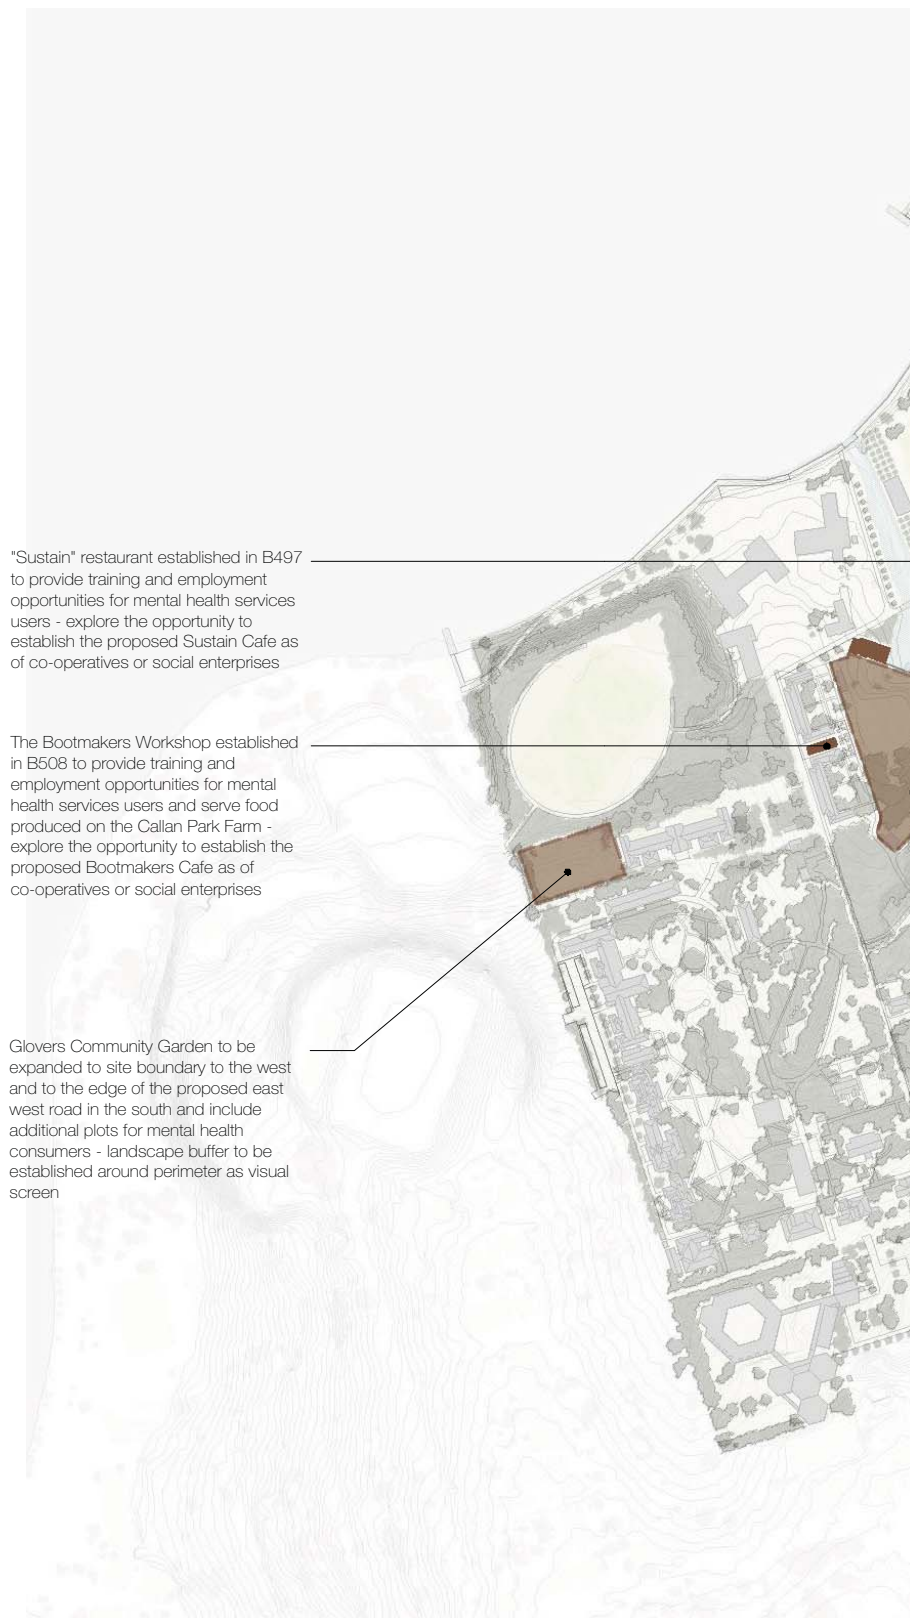 "Sustain" restaurant established in B497
to provide training and employment
opportunities for mental health services
users - explore the opportunity to
establish the proposed Sustain Cafe as
of co-operatives or social enterprises
The Bootmakers Workshop established
in B508 to provide training and
employment opportunities for mental
health services users and serve food
produced on the Callan Park Farm -
explore the opportunity to establish the
proposed Bootmakers Cafe as of
co-operatives or social enterprises
Glovers Community Garden to be
expanded to site boundary to the west
and to the edge of the proposed east
west road in the south and include
additional plots for mental health
consumers - landscape buffer to be
established around perimeter as visual
screen